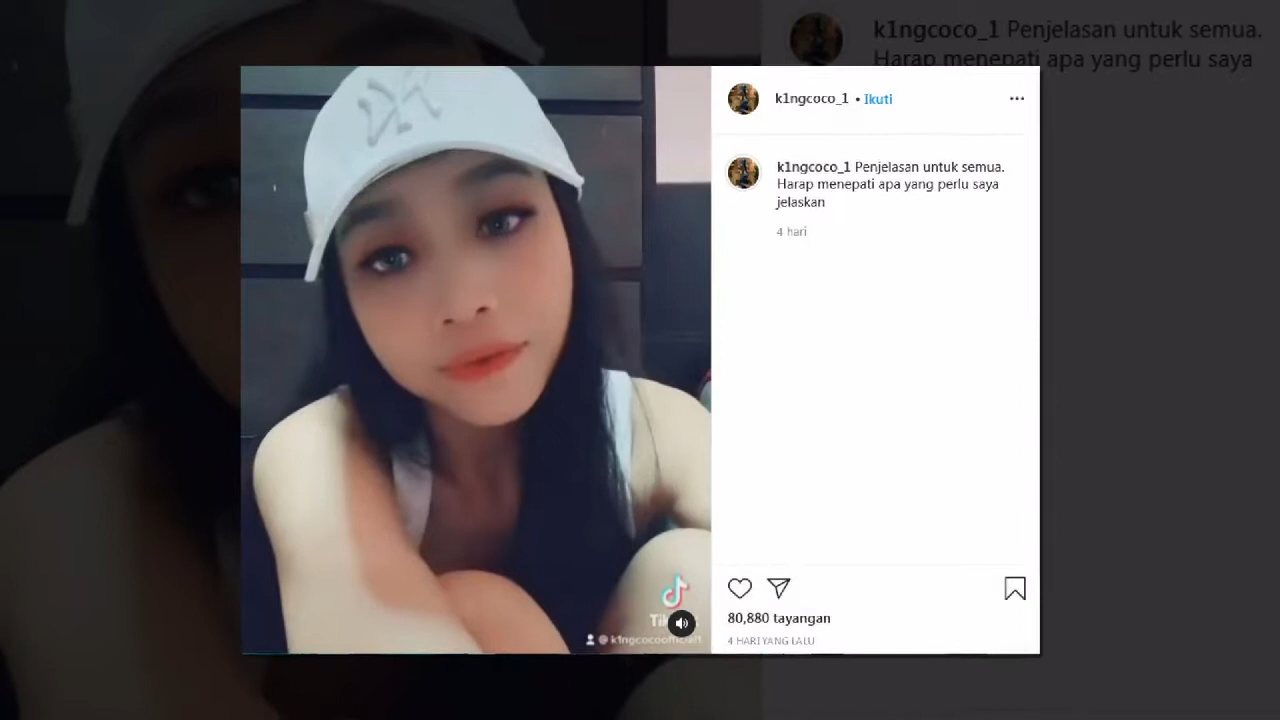 k1ngcoco_1 Penjelasan untuk semua.
Harap menepati apa yang perlu saya
k1ngcoco_1 • Ikuti
k1ngcoco_1 Penjelasan untuk semua.
Harap menepati apa yang perlu saya
jelaskan
4 hari
80,880 tayangan
4 HARI YANG LALU
@k1ngcocoofficial1